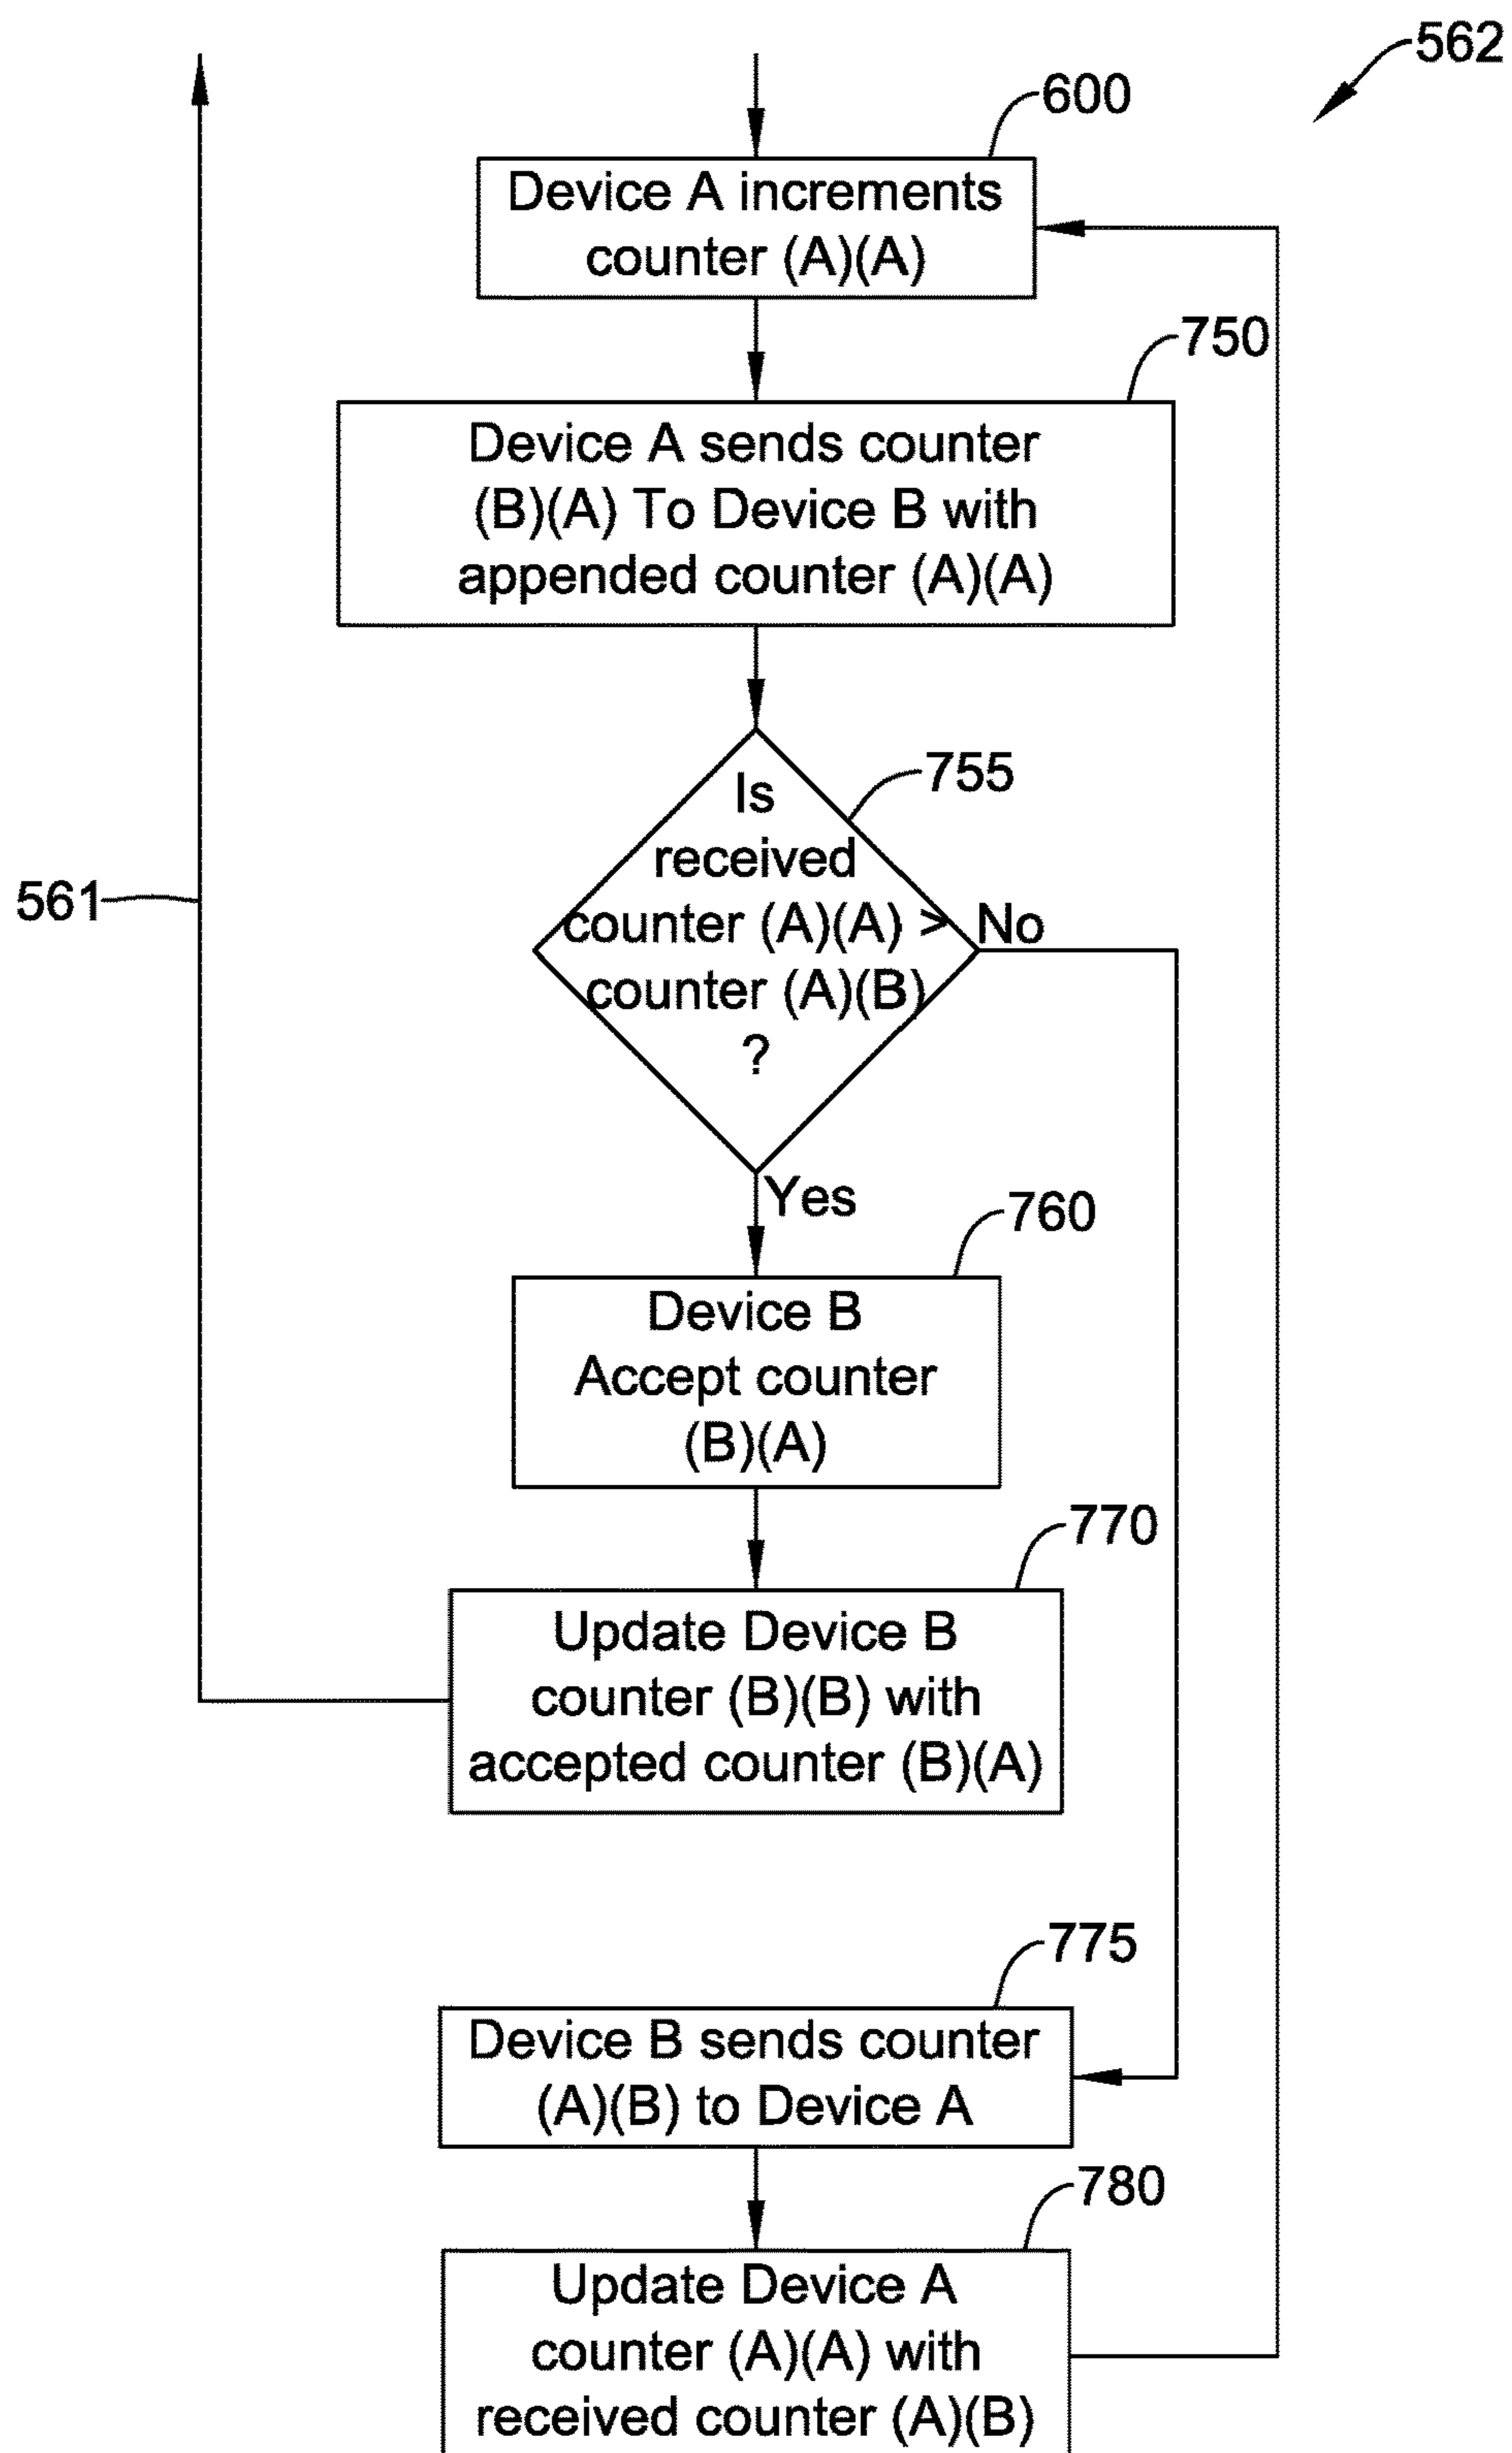 562
600
Device A increments
counter (A)(A)
750
Device A sends counter
(B)(A) To Device B with
appended counter (A)(A)
755
Is
received
counter (A)(A) >
counter (A)(B)
?
No
561
Yes
760
Device B
Accept counter
(B)(A)
770
Update Device B
counter (B)(B) with
accepted counter (B)(A)
775
Device B sends counter
(A)(B) to Device A
780
Update Device A
counter (A)(A) with
received counter (A)(B)